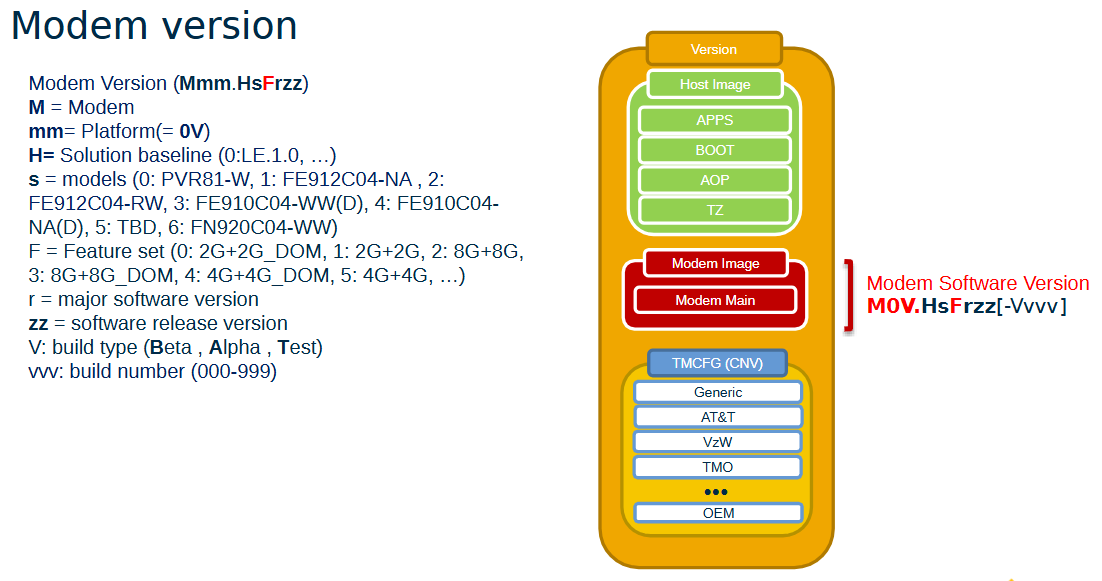 Modem version
Modem Version (Mmm.HsFrzz)
M = Modem
mm= Platform(= 0V)
H= Solution baseline (0:LE.1.0, …)
s = models (0: PVR81-W, 1: FE912C04-NA , 2:
FE912C04-RW, 3: FE910C04-WW(D), 4: FE910C04-
NA(D), 5: TBD, 6: FN920C04-WW)
F = Feature set (0: 2G+2G_DOM, 1: 2G+2G, 2: 8G+8G,
3: 8G+8G_DOM, 4: 4G+4G_DOM, 5: 4G+4G, …)
r = major software version
zz = software release version
V: build type (Beta , Alpha , Test)
vvv: build number (000-999)
Version
Host Image
APPS
BOOT
AOP
TZ
Modem Image
Modem Main
Modem Software Version
M0V.HsFrzz[-Vvvv]
TMCFG (CNV)
Generic
AT&T
VzW
TMO
•••
OEM